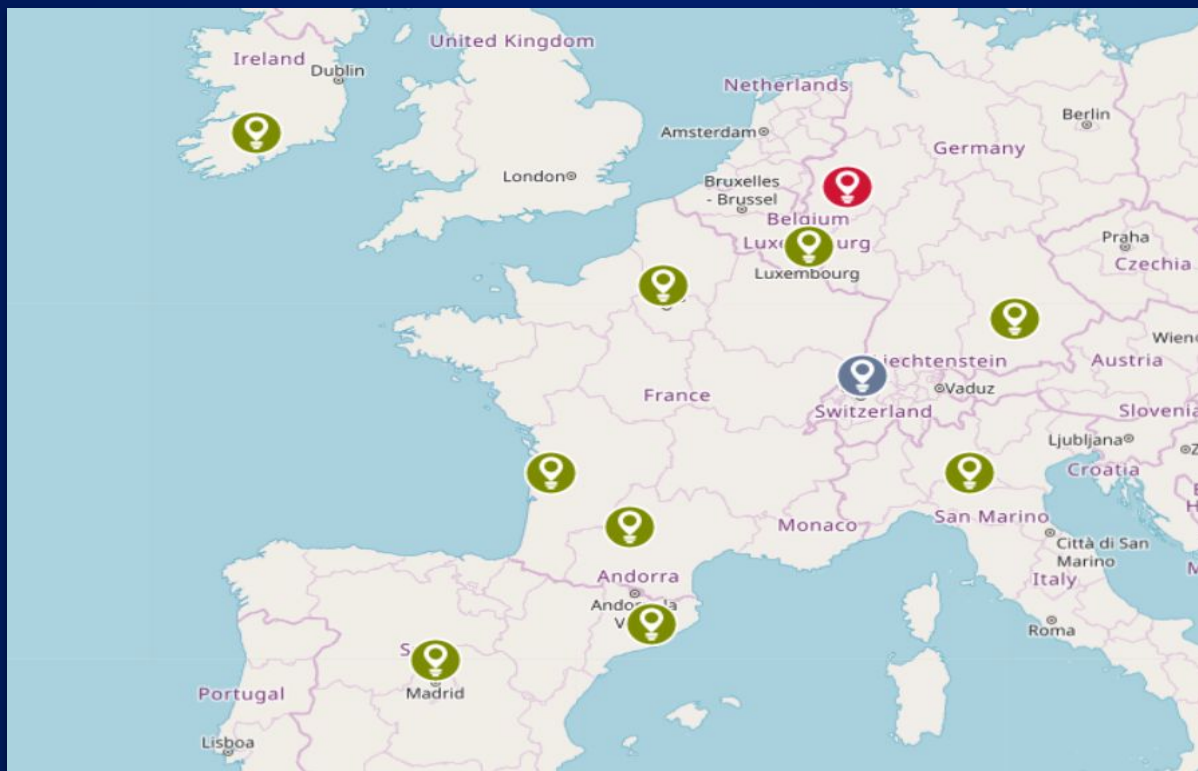 United Kingdom
Ireland
Dublin
Netherlands
Berlin
Amsterdam
Germany
London
Bruxelles
- Brussel
Belgium
Praha
Luxembourg
Czechia
Wien
Liechtenstein
Austria
Vaduz
France
Switzerland
Slovenia
Ljubljana
Croatia
San Marino
Monaco
Città di San
Marino
Andorra
Italy
Roma
Madrid
Portugal
Lisboa